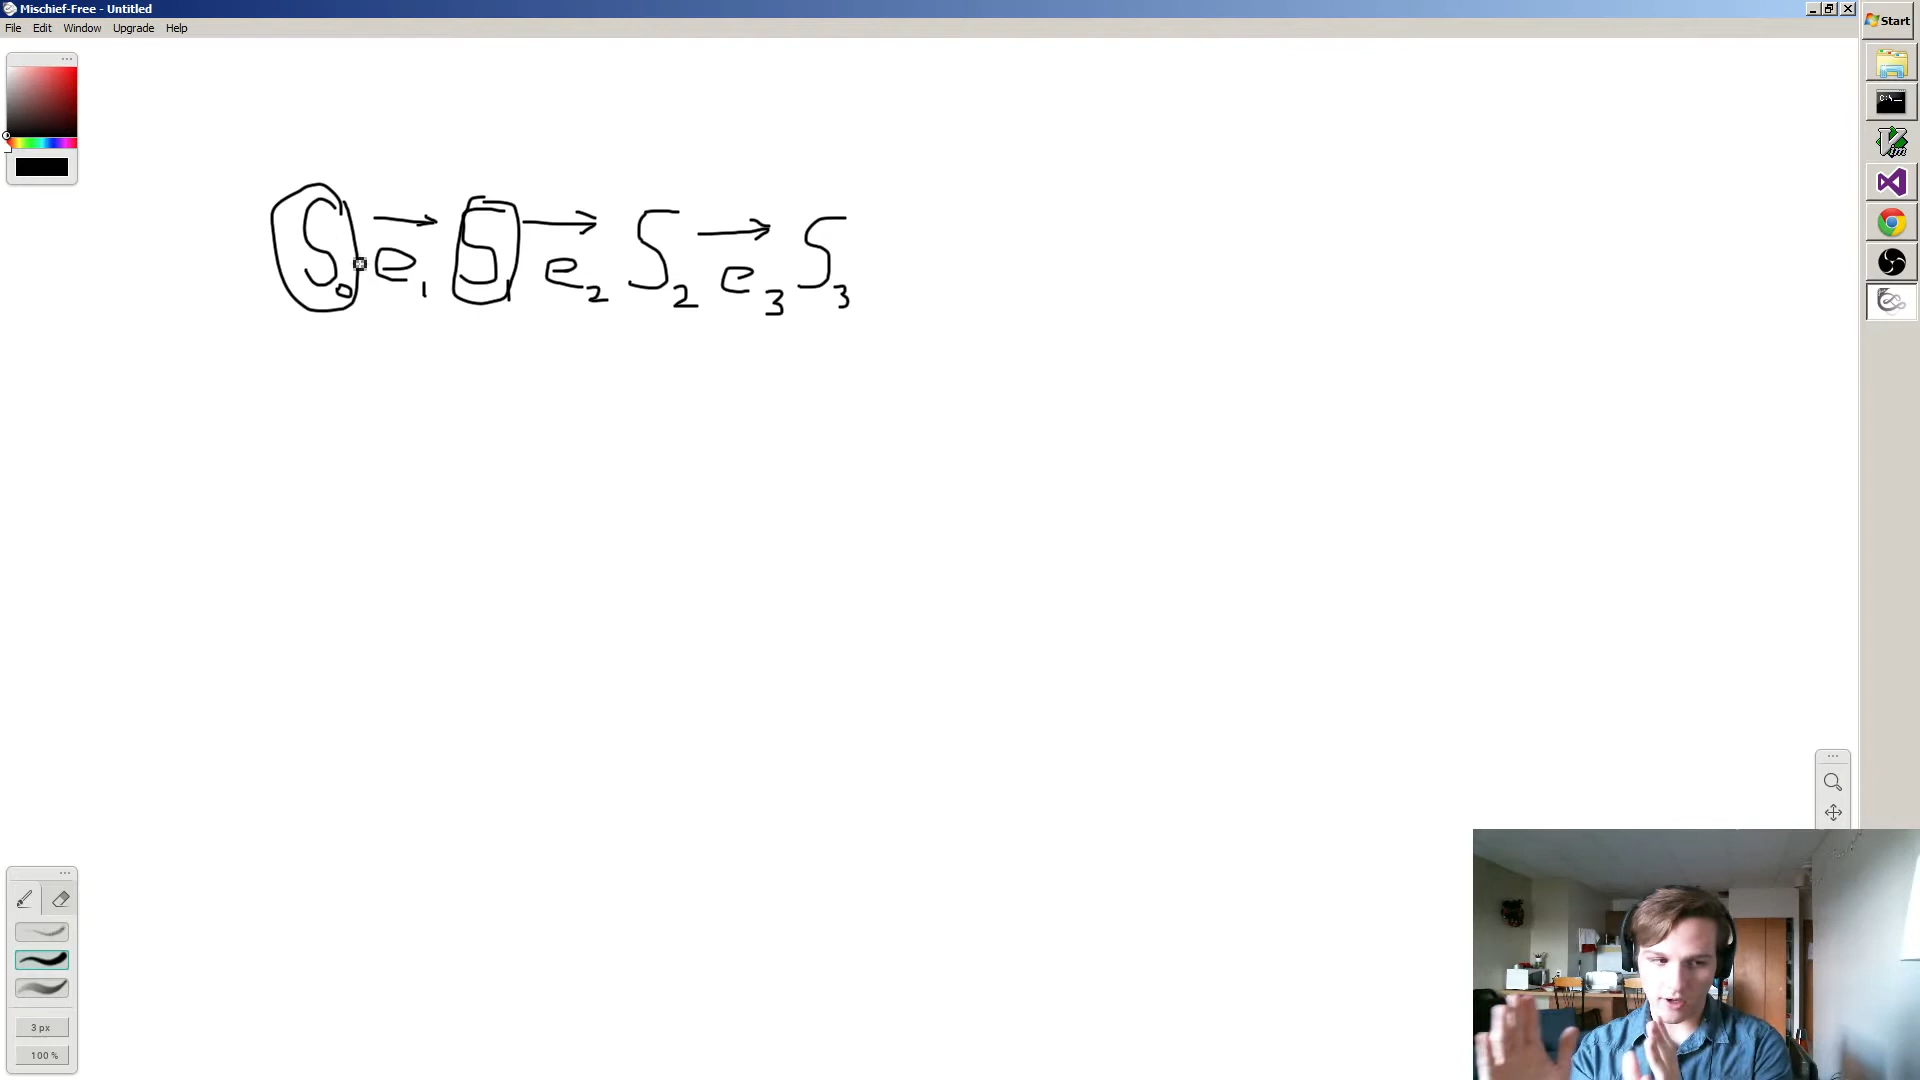 Mischief-Free - Untitled
File Edit Window Upgrade Help
Start
C:\
Vim
S₀ → e₁ S₁ → e₂ S₂ → e₃ S₃
3 px
100 %